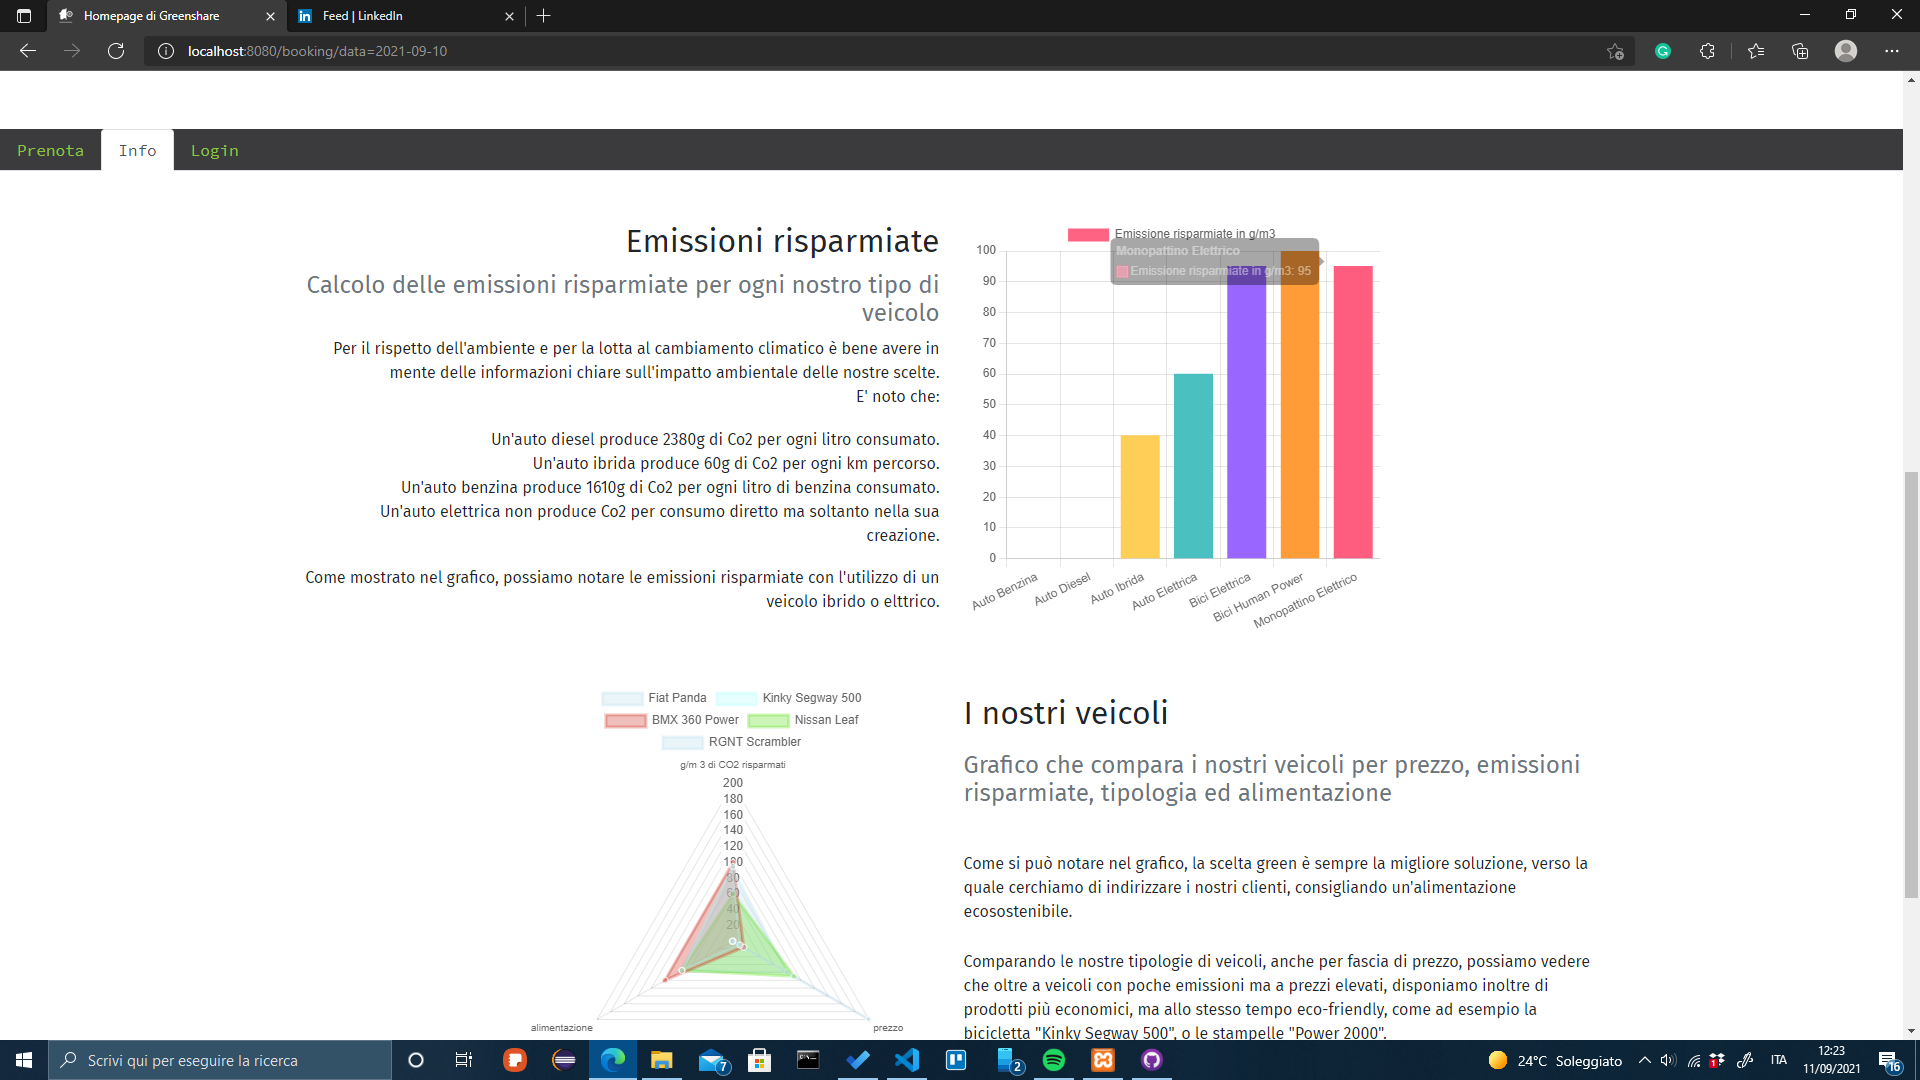 Homepage di Greenshare
Feed | LinkedIn
localhost:8080/booking/data=2021-09-10
Prenota
Info
Login
Emissioni risparmiate
Calcolo delle emissioni risparmiate per ogni nostro tipo di
veicolo
Per il rispetto dell'ambiente e per la lotta al cambiamento climatico è bene avere in
mente delle informazioni chiare sull'impatto ambientale delle nostre scelte.
E' noto che:
Un'auto diesel produce 2380g di Co2 per ogni litro consumato.
Un'auto ibrida produce 60g di Co2 per ogni km percorso.
Un'auto benzina produce 1610g di Co2 per ogni litro di benzina consumato.
Un'auto elettrica non produce Co2 per consumo diretto ma soltanto nella sua
creazione.
Come mostrato nel grafico, possiamo notare le emissioni risparmiate con l'utilizzo di un
veicolo ibrido o elttrico.
Emissione risparmiate in g/m3
Monopattino Elettrico
Emissione risparmiate in g/m3: 95
100
90
80
70
60
50
40
30
20
10
0
Auto Benzina
Auto Diesel
Auto Ibrida
Auto Elettrica
Bici Elettrica
Bici Human Power
Monopattino Elettrico
Fiat Panda
Kinky Segway 500
BMX 360 Power
Nissan Leaf
RGNT Scrambler
g/m 3 di CO2 risparmati
200
180
160
140
120
100
80
60
40
20
alimentazione
prezzo
I nostri veicoli
Grafico che compara i nostri veicoli per prezzo, emissioni
risparmiate, tipologia ed alimentazione
Come si può notare nel grafico, la scelta green è sempre la migliore soluzione, verso la
quale cerchiamo di indirizzare i nostri clienti, consigliando un'alimentazione
ecosostenibile.
Comparando le nostre tipologie di veicoli, anche per fascia di prezzo, possiamo vedere
che oltre a veicoli con poche emissioni ma a prezzi elevati, disponiamo inoltre di
prodotti più economici, ma allo stesso tempo eco-friendly, come ad esempio la
bicicletta "Kinky Segway 500", o le stampelle "Power 2000".
Scrivi qui per eseguire la ricerca
7
2
24°C Soleggiato
1
ITA
12:23
11/09/2021
16